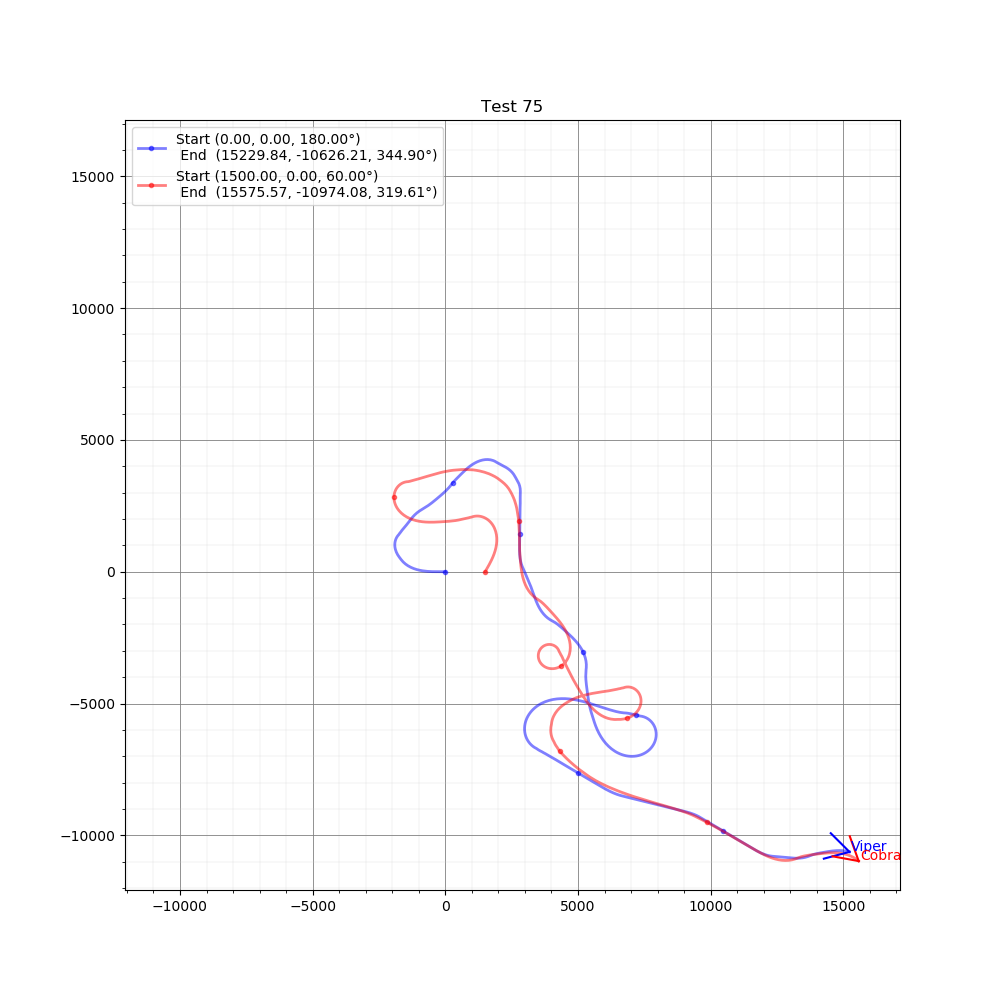 Test 75
Start (0.00, 0.00, 180.00°)
End (15229.84, -10626.21, 344.90°)
Start (1500.00, 0.00, 60.00°)
End (15575.57, -10974.08, 319.61°)
15000
10000
5000
0
−5000
−10000
Viper
Cobra
−10000 −5000 0 5000 10000 15000